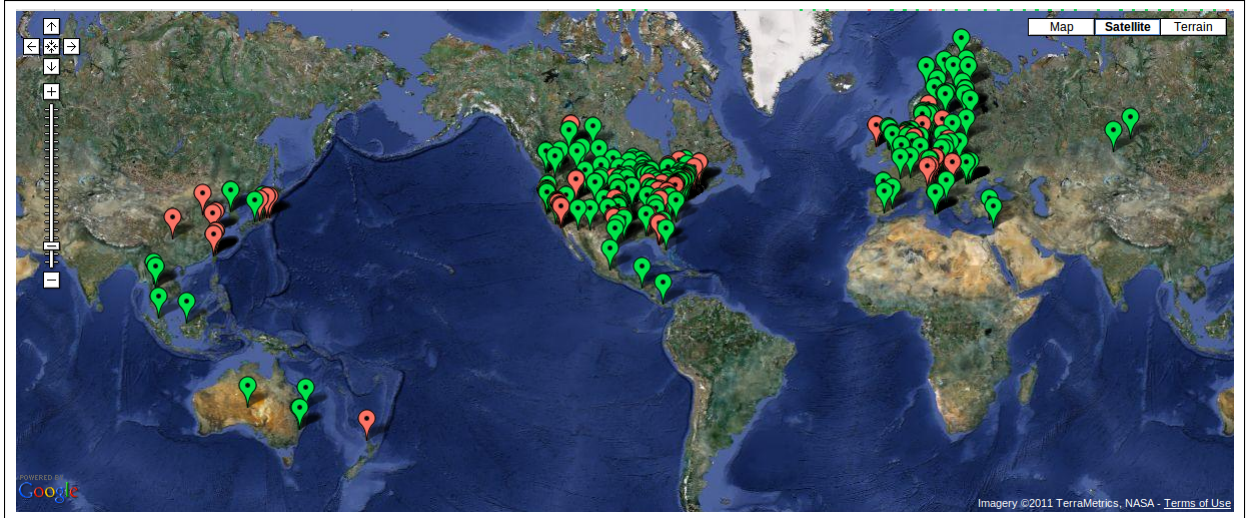 Map Satellite Terrain
POWERED BY
Google
Imagery ©2011 TerraMetrics, NASA - Terms of Use